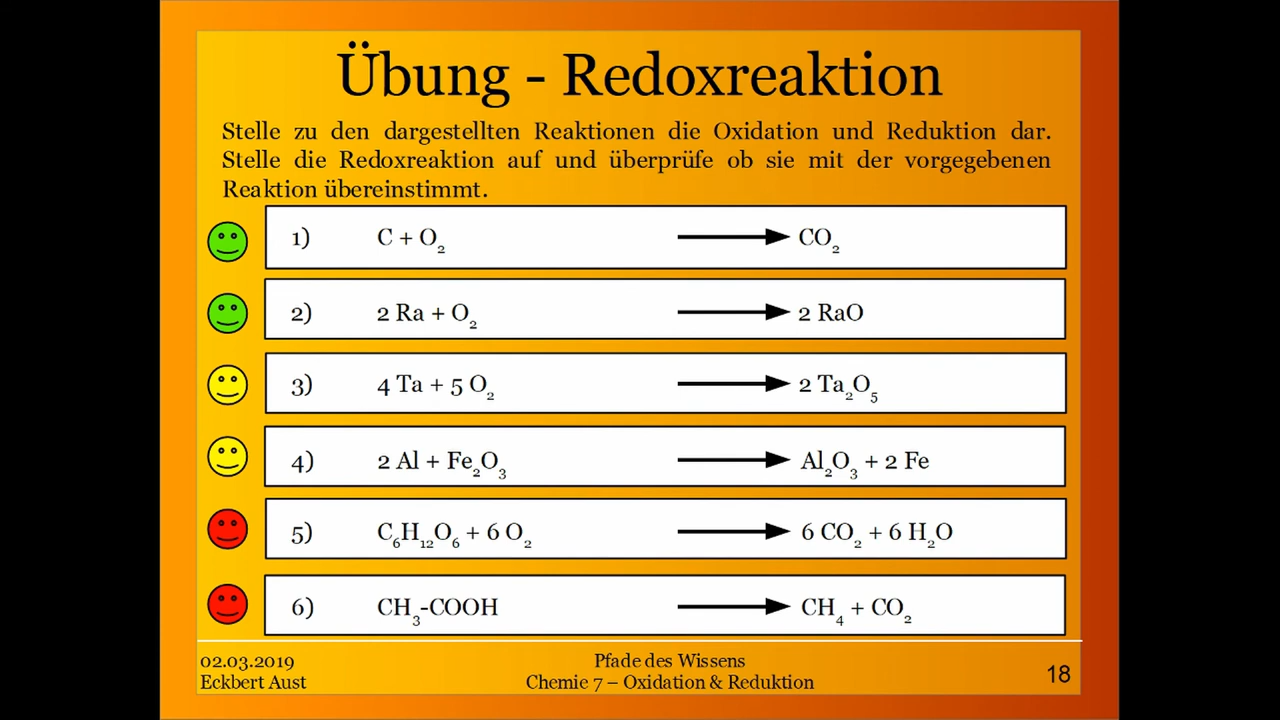 Übung - Redoxreaktion
Stelle zu den dargestellten Reaktionen die Oxidation und Reduktion dar.
Stelle die Redoxreaktion auf und überprüfe ob sie mit der vorgegebenen
Reaktion übereinstimmt.
1) C + O₂ → CO₂
2) 2 Ra + O₂ → 2 RaO
3) 4 Ta + 5 O₂ → 2 Ta₂O₅
4) 2 Al + Fe₂O₃ → Al₂O₃ + 2 Fe
5) C₆H₁₂O₆ + 6 O₂ → 6 CO₂ + 6 H₂O
6) CH₃-COOH → CH₄ + CO₂
02.03.2019
Eckbert Aust
Pfade des Wissens
Chemie 7 – Oxidation & Reduktion
18